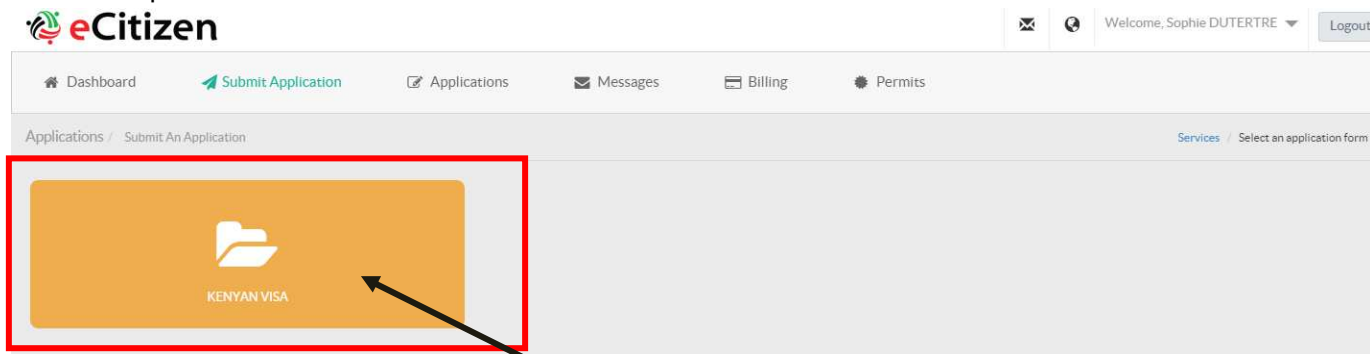 eCitizen
Welcome, Sophie DUTERTRE
Logout
Dashboard
Submit Application
Applications
Messages
Billing
Permits
Applications / Submit An Application
Services / Select an application form
KENYAN VISA